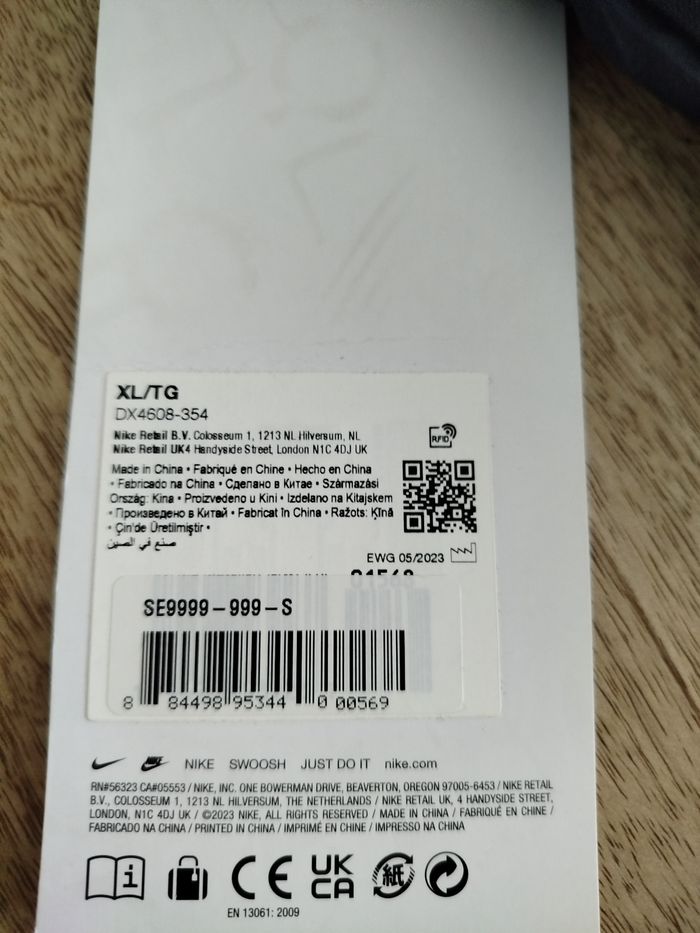 XL/TG
DX4608-354
Nike Retail B.V. Colosseum 1, 1213 NL Hilversum, NL
Nike Retail UK4 Handyside Street, London N1C 4DJ UK
RFID
Made in China • Fabriqué en Chine • Hecho en China
• Fabricado na China • Сделано в Китае • Származási
Ország: Kína • Proizvedeno u Kini • Izdelano na Kitajskem
• Произведено в Китай • Fabricat în China • Ražots: Ķīnā
• Çin'de Üretilmiştir •
صنع في الصين
EWG 05/2023
SE9999-999-S
8 84498 95344 0 00569
NIKE SWOOSH JUST DO IT nike.com
RN#56323 CA#05553 / NIKE, INC. ONE BOWERMAN DRIVE, BEAVERTON, OREGON 97005-6453 / NIKE RETAIL
B.V., COLOSSEUM 1, 1213 NL HILVERSUM, THE NETHERLANDS / NIKE RETAIL UK, 4 HANDYSIDE STREET,
LONDON, N1C 4DJ UK / ©2023 NIKE, ALL RIGHTS RESERVED / MADE IN CHINA / FABRIQUÉ EN CHINE /
FABRICADO NA CHINA / PRINTED IN CHINA / IMPRIMÉ EN CHINE / IMPRESSO NA CHINA
i CE UK CA 紙
EN 13061: 2009